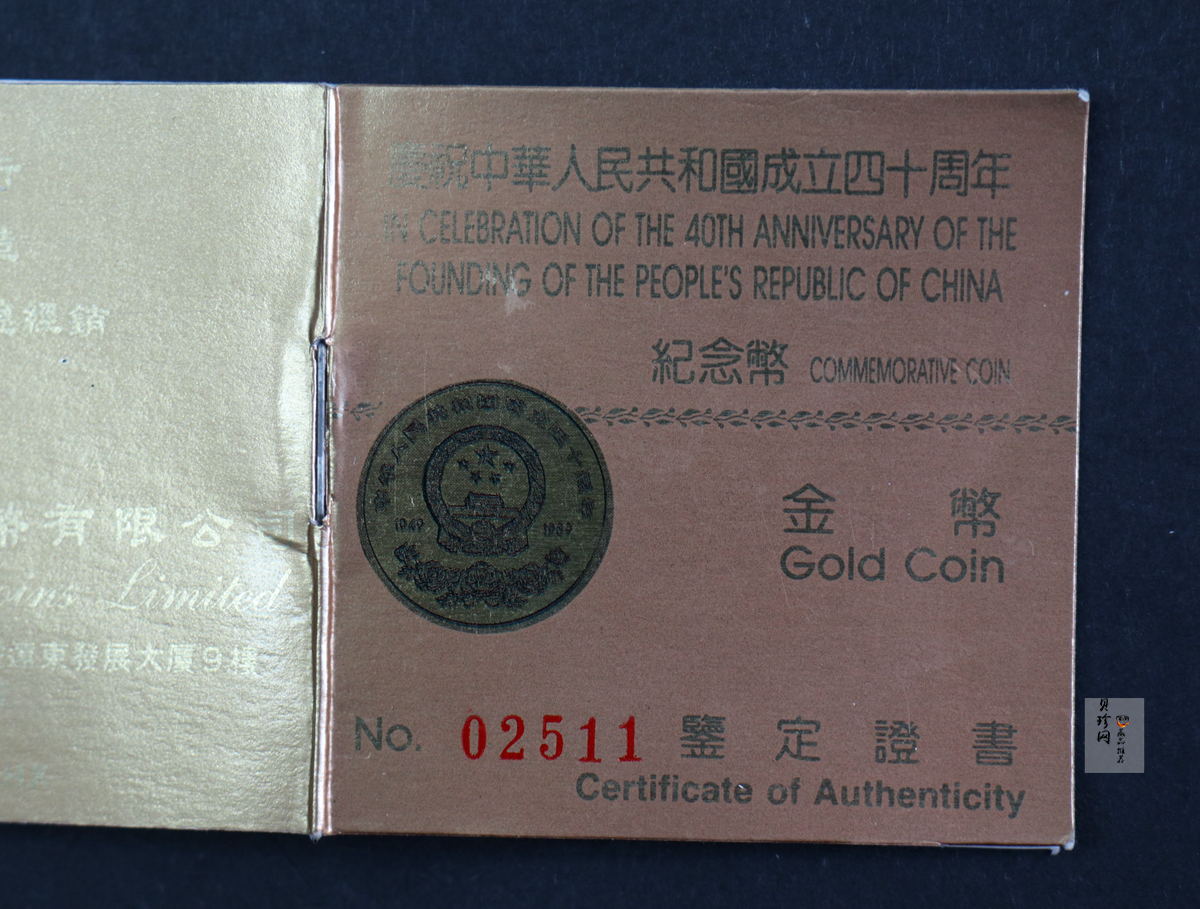 經銷
有限公司
Limited
東發展大廈9樓
慶祝中華人民共和國成立四十周年
IN CELEBRATION OF THE 40TH ANNIVERSARY OF THE
FOUNDING OF THE PEOPLE'S REPUBLIC OF CHINA
紀念幣 COMMEMORATIVE COIN
1949 1989
金幣
Gold Coin
No. 02511 鑒定證書
Certificate of Authenticity
贝珍网